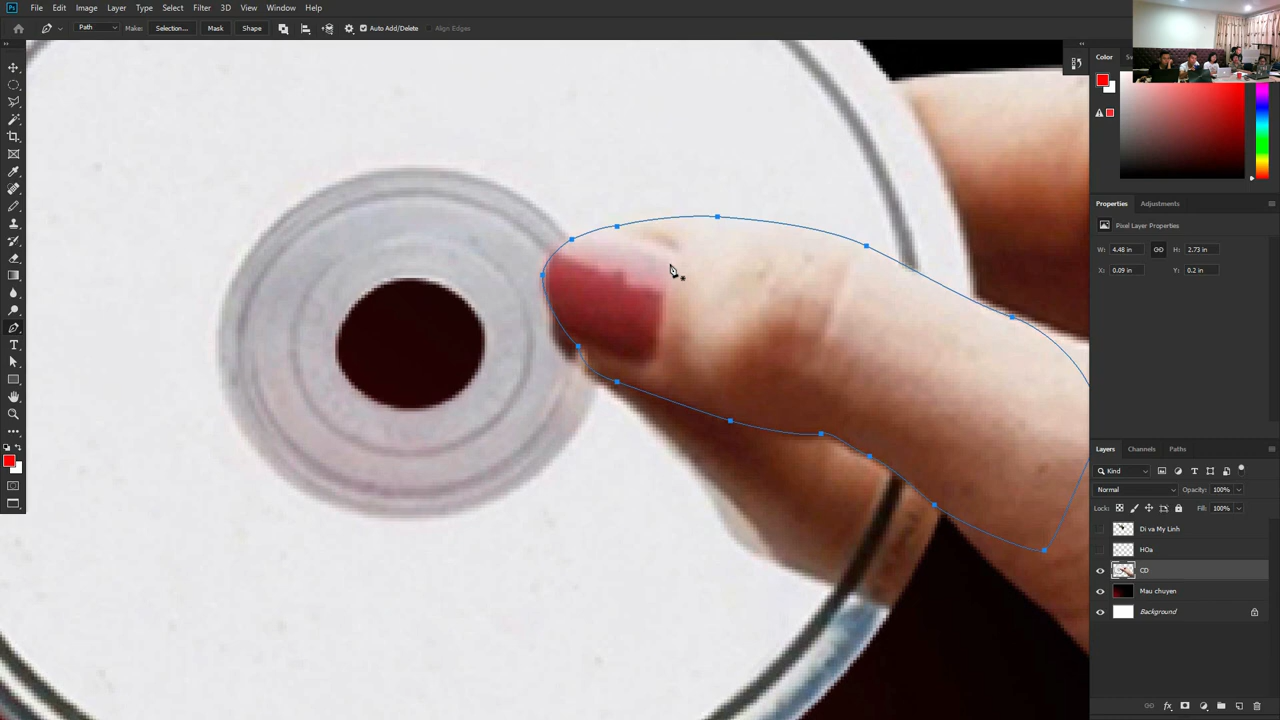 Ps File Edit Image Layer Type Select Filter 3D View Window Help
Path Make: Selection... Mask Shape Auto Add/Delete Align Edges
Color
Properties Adjustments
Pixel Layer Properties
W: 4.48 in H: 2.73 in
X: 0.09 in Y: 0.2 in
Layers Channels Paths
Kind
Normal Opacity: 100%
Lock: Fill: 100%
Di va My Linh
HOa
CD
Mau chuyen
Background